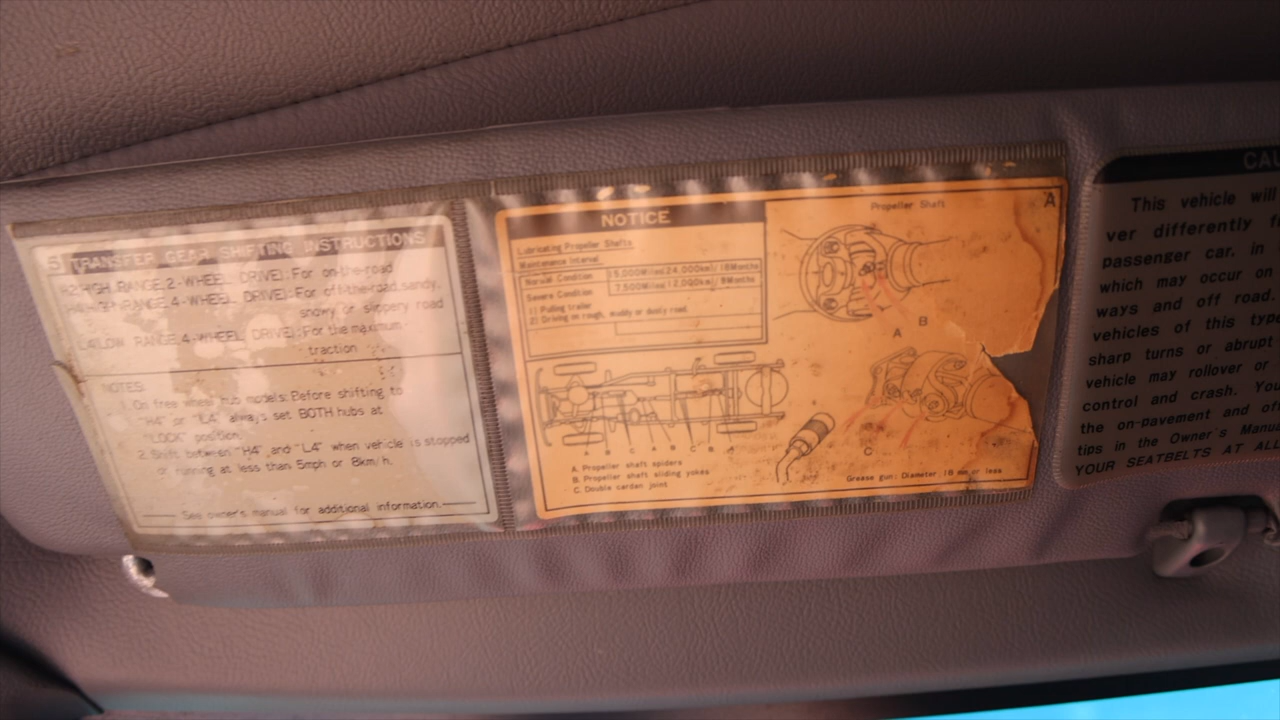 5 TRANSFER GEAR SHIFTING INSTRUCTIONS
H2(HIGH RANGE, 2-WHEEL DRIVE): For on-the-road
H4(HIGH RANGE, 4-WHEEL DRIVE): For off-the-road, sandy,
snowy or slippery road
L4(LOW RANGE, 4-WHEEL DRIVE): For the maximum
traction
NOTES:
1. On free wheel hub models: Before shifting to
"H4" or "L4" always set BOTH hubs at
"LOCK" position.
2. Shift between "H4" and "L4" when vehicle is stopped
or running at less than 5mph or 8km/h.
See owner's manual for additional information.
NOTICE
Lubricating Propeller Shafts
Maintenance Interval
Normal Condition 15,000Miles(24,000km)/18Months
Severe Condition 7,500Miles(12,000km)/9Months
1) Pulling trailer
2) Driving on rough, muddy or dusty road.
A B C A B C B A
A. Propeller shaft spiders
B. Propeller shaft sliding yokes
C. Double cardan joint
Propeller Shaft
A
B
A
C
Grease gun: Diameter 18 mm or less
CAU
This vehicle will
ver differently f
passenger car, in
which may occur on
ways and off road.
vehicles of this type
sharp turns or abrupt
vehicle may rollover or
control and crash. You
the on-pavement and off
tips in the Owner's Manual
YOUR SEATBELTS AT ALL